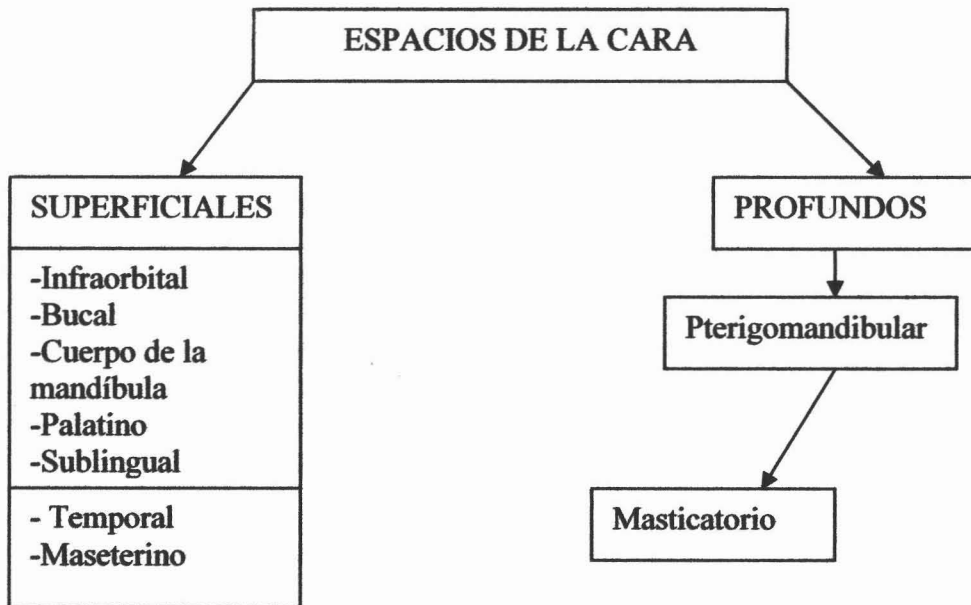 ESPACIOS DE LA CARA
SUPERFICIALES
-Infraorbital
-Bucal
-Cuerpo de la
mandíbula
-Palatino
-Sublingual
- Temporal
-Maseterino
PROFUNDOS
Pterigomandibular
Masticatorio